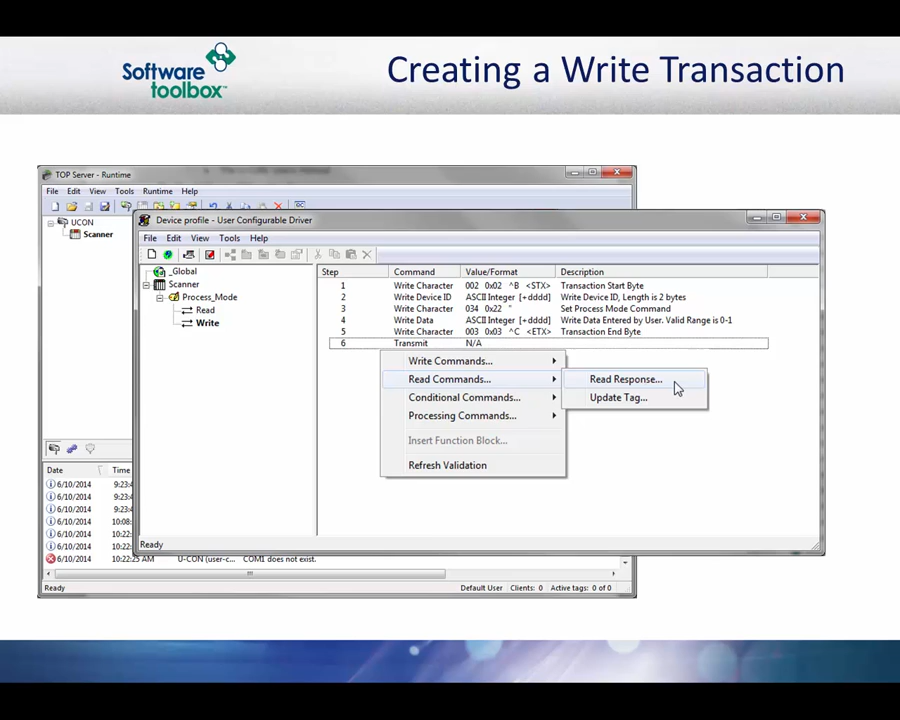 Software
toolbox™
Creating a Write Transaction
TOP Server - Runtime
File Edit View Tools Runtime Help
UCON
Scanner
Device profile - User Configurable Driver
File Edit View Tools Help
_Global
Scanner
Process_Mode
Read
Write
Step Command Value/Format Description
1 Write Character 002 0x02 ^B <STX> Transaction Start Byte
2 Write Device ID ASCII Integer [+dddd] Write Device ID, Length is 2 bytes
3 Write Character 034 0x22 " Set Process Mode Command
4 Write Data ASCII Integer [+dddd] Write Data Entered by User. Valid Range is 0-1
5 Write Character 003 0x03 ^C <ETX> Transaction End Byte
6 Transmit N/A
Write Commands...
Read Commands...
Conditional Commands...
Processing Commands...
Insert Function Block...
Refresh Validation
Read Response...
Update Tag...
Ready
Date Time
6/10/2014 9:23:4
6/10/2014 9:23:4
6/10/2014 9:23:4
6/10/2014 10:08:
6/10/2014 10:22:
6/10/2014 10:22:
6/10/2014 10:22:25 AM U-CON (user-c... COM1 does not exist.
Ready Default User Clients: 0 Active tags: 0 of 0